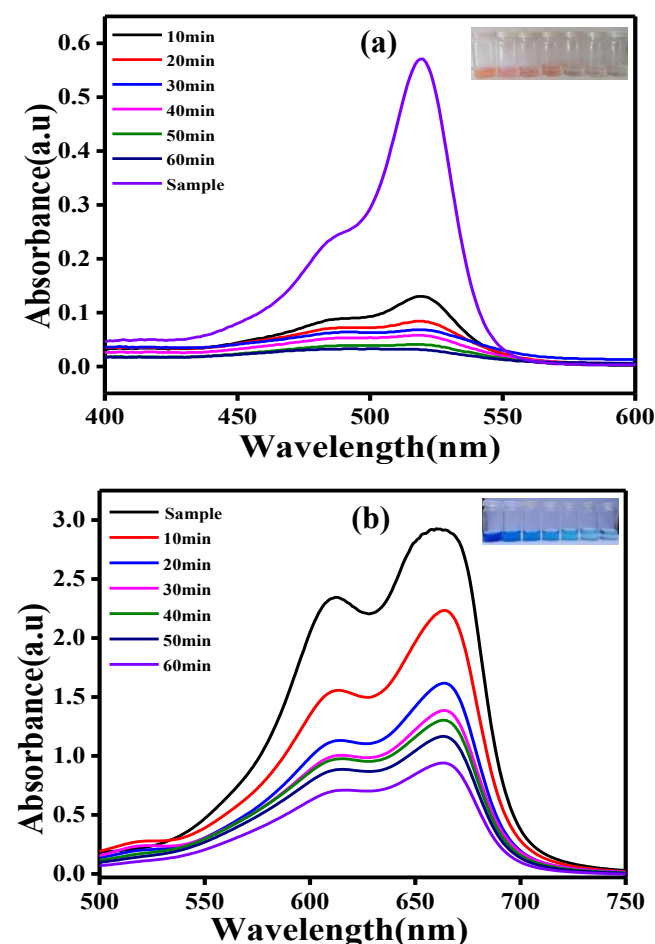 (a)
10min
20min
30min
40min
50min
60min
Sample
0.6
0.5
0.4
0.3
0.2
0.1
0.0
Absorbance(a.u)
400 450 500 550 600
Wavelength(nm)
(b)
Sample
10min
20min
30min
40min
50min
60min
3.0
2.5
2.0
1.5
1.0
0.5
0.0
Absorbance(a.u)
500 550 600 650 700 750
Wavelength(nm)